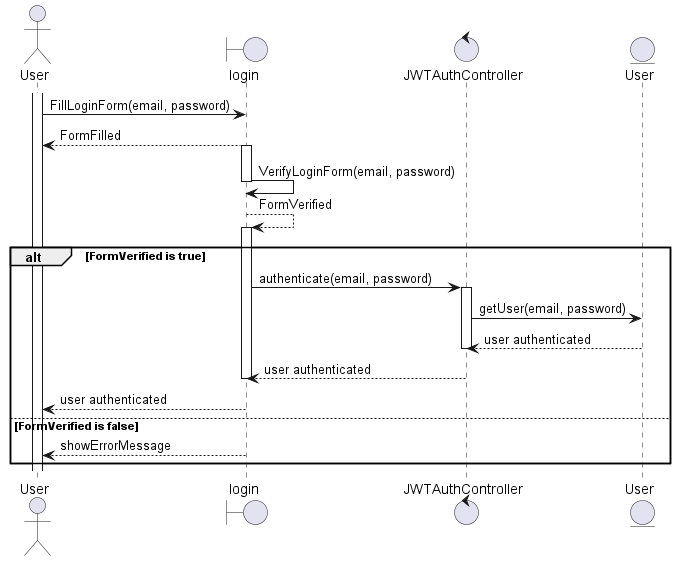 User
login
JWTAuthController
User
FillLoginForm(email, password)
FormFilled
VerifyLoginForm(email, password)
FormVerified
alt [FormVerified is true]
authenticate(email, password)
getUser(email, password)
user authenticated
user authenticated
user authenticated
[FormVerified is false]
showErrorMessage
User
login
JWTAuthController
User